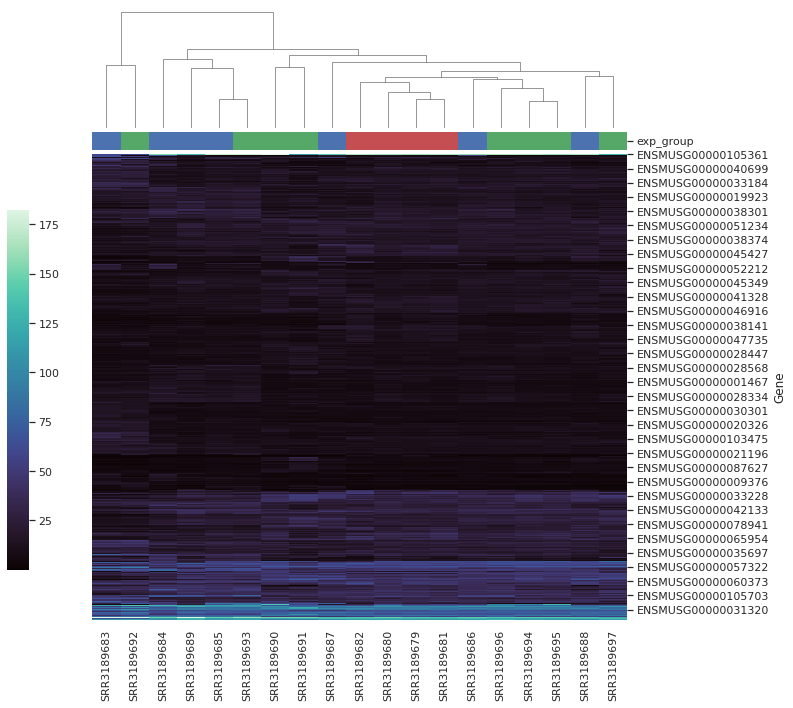 exp_group
ENSMUSG00000105361
ENSMUSG00000040699
ENSMUSG00000033184
ENSMUSG00000019923
ENSMUSG00000038301
ENSMUSG00000051234
ENSMUSG00000038374
ENSMUSG00000045427
ENSMUSG00000052212
ENSMUSG00000045349
ENSMUSG00000041328
ENSMUSG00000046916
ENSMUSG00000038141
ENSMUSG00000047735
ENSMUSG00000028447
ENSMUSG00000028568
ENSMUSG00000001467
ENSMUSG00000028334
ENSMUSG00000030301
ENSMUSG00000020326
ENSMUSG00000103475
ENSMUSG00000021196
ENSMUSG00000087627
ENSMUSG00000009376
ENSMUSG00000033228
ENSMUSG00000042133
ENSMUSG00000078941
ENSMUSG00000065954
ENSMUSG00000035697
ENSMUSG00000057322
ENSMUSG00000060373
ENSMUSG00000105703
ENSMUSG00000031320
Gene
175
150
125
100
75
50
25
SRR3189683
SRR3189692
SRR3189684
SRR3189689
SRR3189685
SRR3189693
SRR3189690
SRR3189691
SRR3189687
SRR3189682
SRR3189680
SRR3189679
SRR3189681
SRR3189686
SRR3189696
SRR3189694
SRR3189695
SRR3189688
SRR3189697